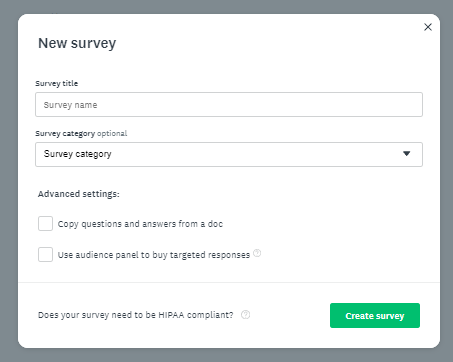 New survey
Survey title
Survey name
Survey category optional
Survey category
Advanced settings:
Copy questions and answers from a doc
Use audience panel to buy targeted responses ?
Does your survey need to be HIPAA compliant? ?
Create survey